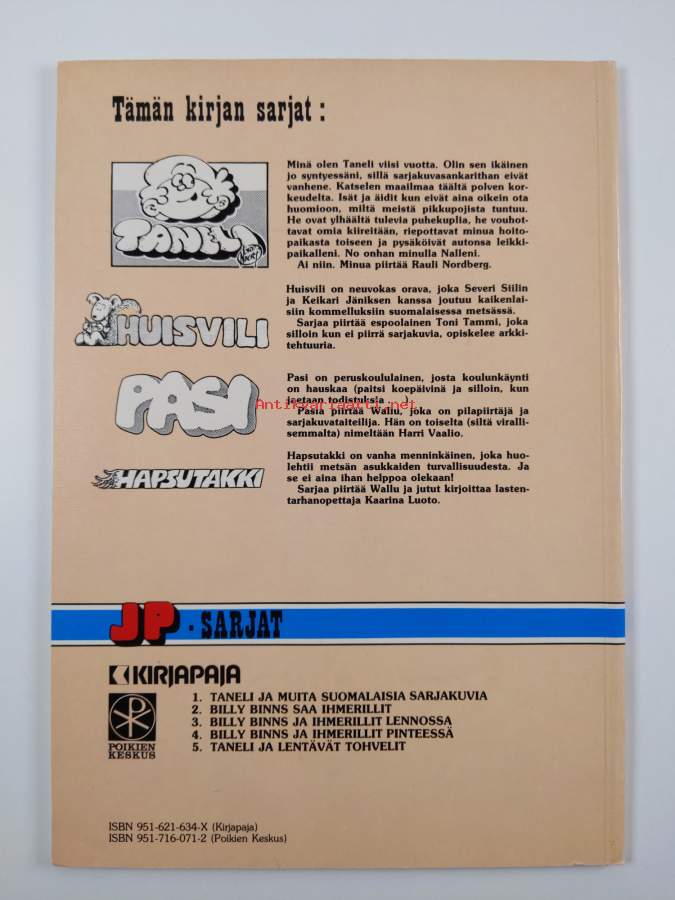 Tämän kirjan sarjat :
TANELI
Minä olen Taneli viisi vuotta. Olin sen ikäinen
jo syntyessäni, sillä sarjakuvasankarithan eivät
vanhene. Katselen maailmaa täältä polven kor-
keudelta. Isät ja äidit kun eivät aina oikein ota
huomioon, miltä meistä pikkupojista tuntuu.
He ovat ylhäältä tulevia puhekuplia, he vouhot-
tavat omia kiireitään, riepottavat minua hoito-
paikasta toiseen ja pysäköivät autonsa leikki-
paikalleni. No onhan minulla Nalleni.
Ai niin. Minua piirtää Rauli Nordberg.
HUISVILI
Huisvili on neuvokas orava, joka Severi Siilin
ja Keikari Jäniksen kanssa joutuu kaikenlai-
siin kommelluksiin suomalaisessa metsässä.
Sarjaa piirtää espoolainen Toni Tammi, joka
silloin kun ei piirrä sarjakuvia, opiskelee arkki-
tehtuuria.
PASI
Pasi on peruskoululainen, josta koulunkäynti
on hauskaa (paitsi koepäivinä ja silloin, kun
jaetaan todistuksia . . .)
Antikvariaatti.net
Pasia piirtää Wallu, joka on pilapiirtäjä ja
sarjakuvataiteilija. Hän on toiselta (siltä viralli-
semmalta) nimeltään Harri Vaalio.
HAPSUTAKKI
Hapsutakki on vanha menninkäinen, joka huo-
lehtii metsän asukkaiden turvallisuudesta. Ja
se ei aina ihan helppoa olekaan!
Sarjaa piirtää Wallu ja jutut kirjoittaa lasten-
tarhanopettaja Kaarina Luoto.
JP - SARJAT
KIRJAPAJA
POIKIEN
KESKUS
1. TANELI JA MUITA SUOMALAISIA SARJAKUVIA
2. BILLY BINNS SAA IHMERILLIT
3. BILLY BINNS JA IHMERILLIT LENNOSSA
4. BILLY BINNS JA IHMERILLIT PINTEESSÄ
5. TANELI JA LENTÄVÄT TOHVELIT
ISBN 951-621-634-X (Kirjapaja)
ISBN 951-716-071-2 (Poikien Keskus)